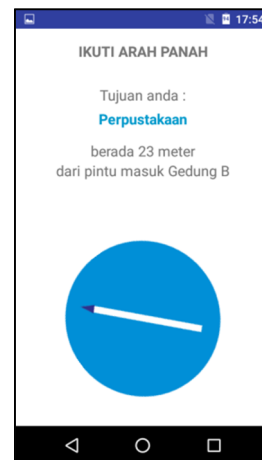 17:54
IKUTI ARAH PANAH
Tujuan anda :
Perpustakaan
berada 23 meter
dari pintu masuk Gedung B